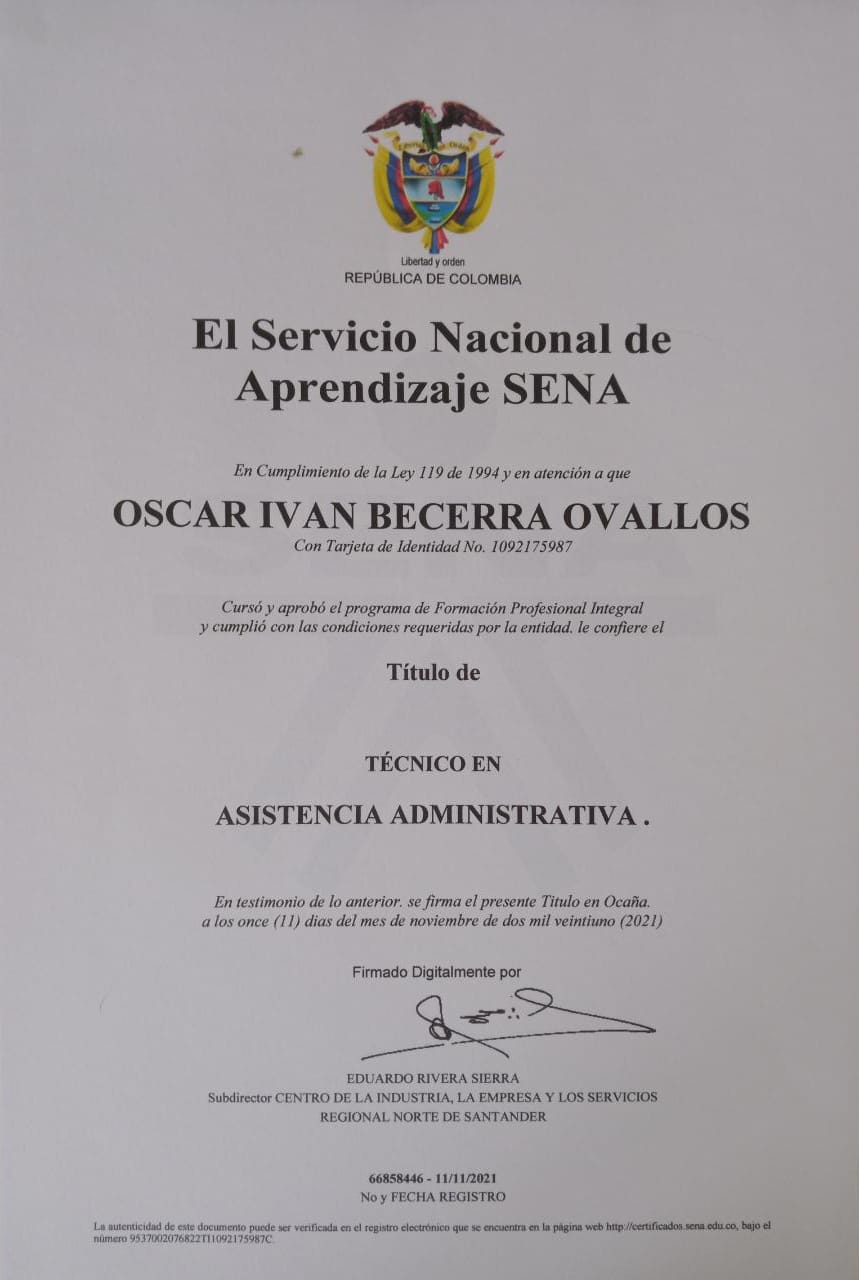 Libertad y orden
REPÚBLICA DE COLOMBIA
El Servicio Nacional de
Aprendizaje SENA
En Cumplimiento de la Ley 119 de 1994 y en atención a que
OSCAR IVAN BECERRA OVALLOS
Con Tarjeta de Identidad No. 1092175987
Cursó y aprobó el programa de Formación Profesional Integral
y cumplió con las condiciones requeridas por la entidad. le confiere el
Título de
TÉCNICO EN
ASISTENCIA ADMINISTRATIVA .
En testimonio de lo anterior. se firma el presente Titulo en Ocaña.
a los once (11) dias del mes de noviembre de dos mil veintiuno (2021)
Firmado Digitalmente por
EDUARDO RIVERA SIERRA
Subdirector CENTRO DE LA INDUSTRIA, LA EMPRESA Y LOS SERVICIOS
REGIONAL NORTE DE SANTANDER
66858446 - 11/11/2021
No y FECHA REGISTRO
La autenticidad de este documento puede ser verificada en el registro electrónico que se encuentra en la página web http://certificados.sena.edu.co, bajo el
número 9537002076822TI1092175987C.